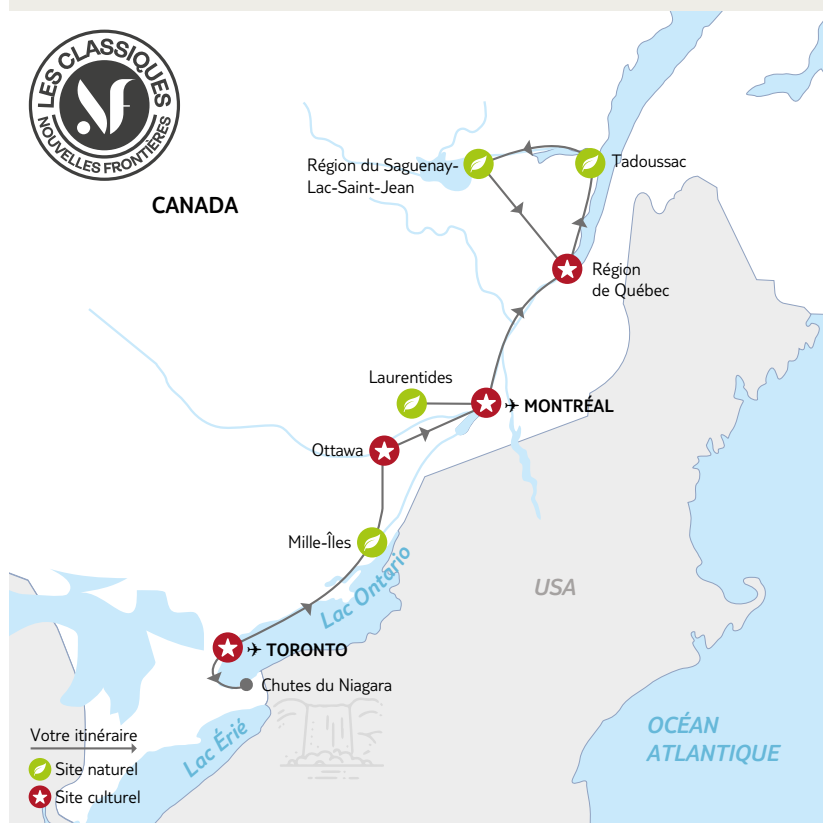 LES CLASSIQUES
NF
NOUVELLES FRONTIÈRES
CANADA
Région du Saguenay-
Lac-Saint-Jean
Tadoussac
Région
de Québec
Laurentides
MONTRÉAL
Ottawa
Mille-Îles
Lac Ontario
USA
TORONTO
Chutes du Niagara
Lac Érié
OCÉAN
ATLANTIQUE
Votre itinéraire
Site naturel
Site culturel